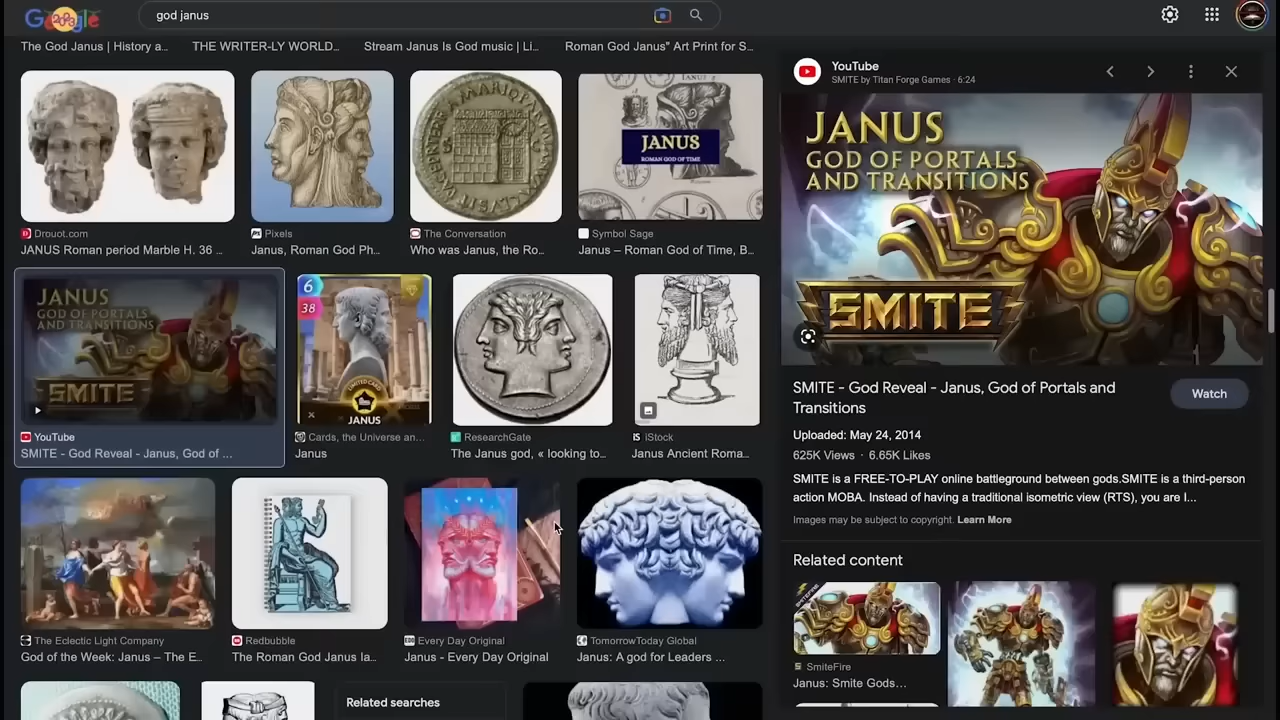 Google
2023
god janus
The God Janus | History a...
THE WRITER-LY WORLD...
Stream Janus Is God music | Li...
Roman God Janus" Art Print for S...
JANUS
ROMAN GOD OF TIME
Drouot.com
JANUS Roman period Marble H. 36 ...
Pixels
Janus, Roman God Ph...
The Conversation
Who was Janus, the Ro...
Symbol Sage
Janus – Roman God of Time, B...
JANUS
GOD OF PORTALS
AND TRANSITIONS
SMITE
YouTube
SMITE - God Reveal - Janus, God of ...
6
38
LIMITED CARD
JANUS
Cards, the Universe an...
Janus
ResearchGate
The Janus god, « looking to...
iS iStock
Janus Ancient Roma...
The Eclectic Light Company
God of the Week: Janus – The E...
Redbubble
The Roman God Janus Ia...
Every Day Original
Janus - Every Day Original
TomorrowToday Global
Janus: A god for Leaders ...
Related searches
YouTube
SMITE by Titan Forge Games · 6:24
JANUS
GOD OF PORTALS
AND TRANSITIONS
SMITE
SMITE - God Reveal - Janus, God of Portals and
Transitions
Watch
Uploaded: May 24, 2014
625K Views · 6.65K Likes
SMITE is a FREE-TO-PLAY online battleground between gods.SMITE is a third-person
action MOBA. Instead of having a traditional isometric view (RTS), you are I...
Images may be subject to copyright. Learn More
Related content
SMITEFIRE
SmiteFire
Janus: Smite Gods...